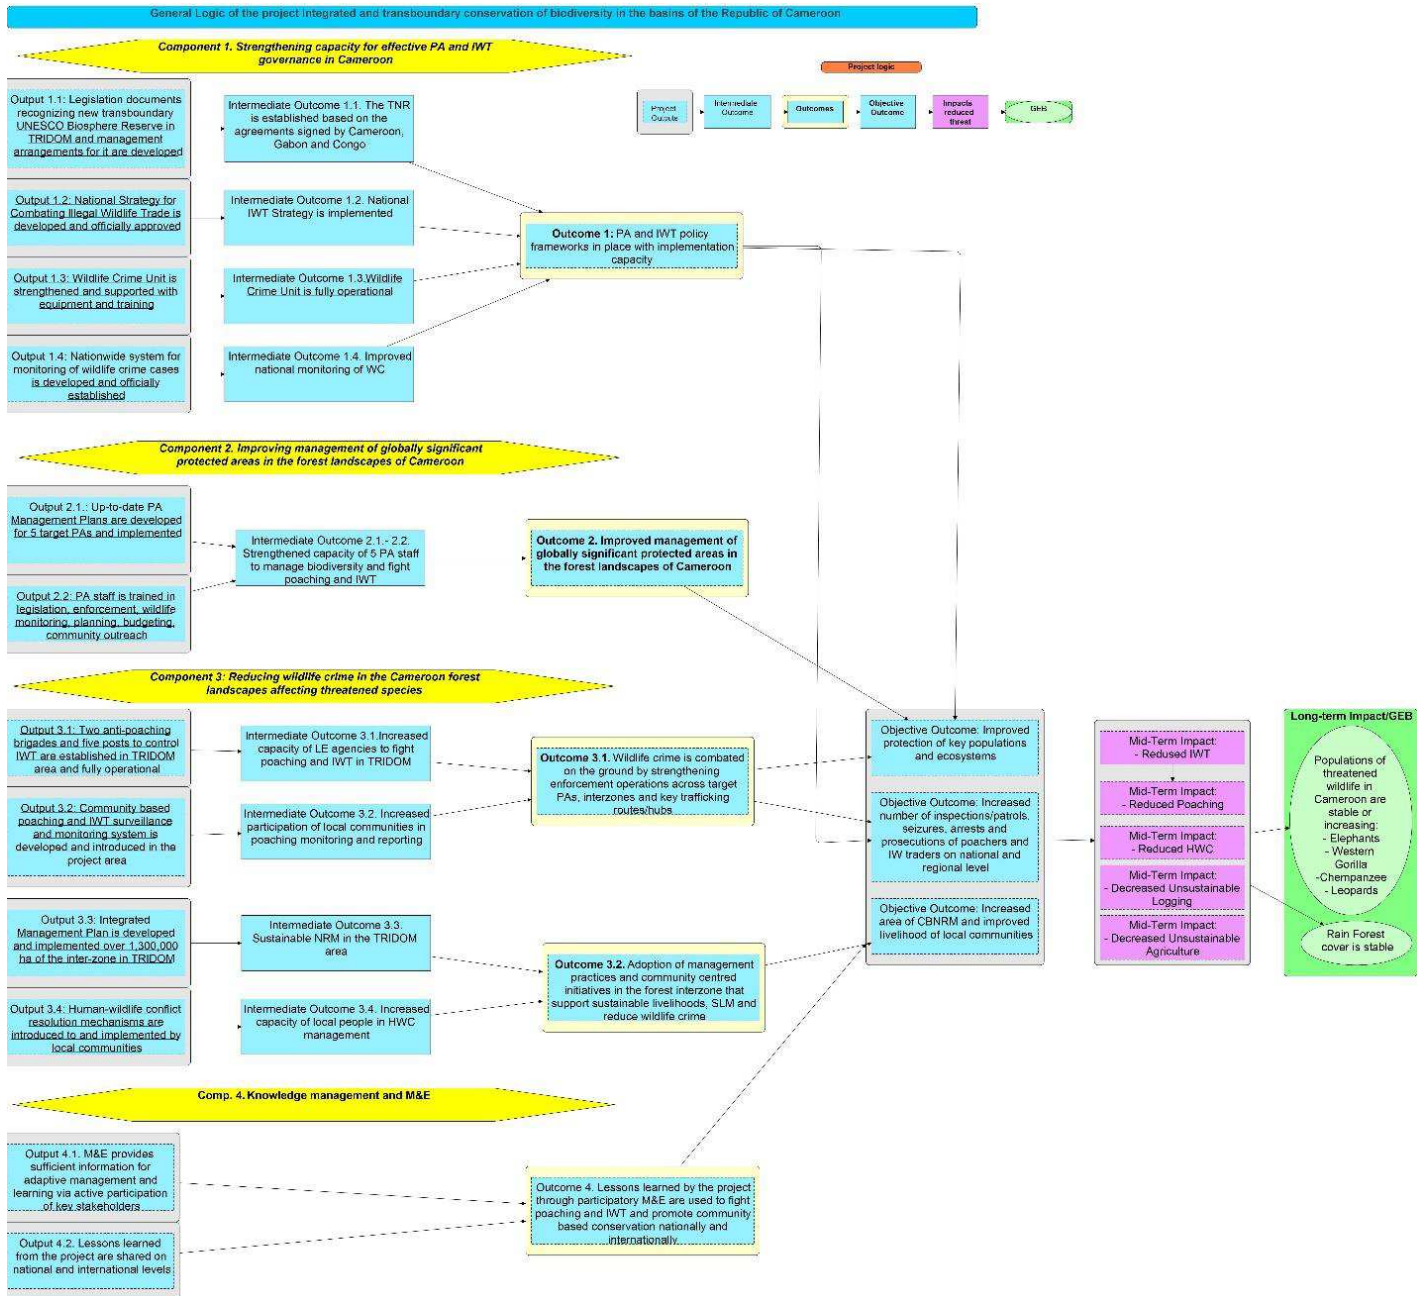 General Logic of the project integrated and transboundary conservation of biodiversity in the basins of the Republic of Cameroon
Component 1. Strengthening capacity for effective PA and IWT
governance in Cameroon
Project logic
Project
Outputs
Intermediate
Outcome
Outcomes
Objective
Outcome
Impacts
reduced
threat
GEB
Output 1.1: Legislation documents
recognizing new transboundary
UNESCO Biosphere Reserve in
TRIDOM and management
arrangements for it are developed
Intermediate Outcome 1.1. The TNR
is established based on the
agreements signed by Cameroon,
Gabon and Congo
Output 1.2: National Strategy for
Combating Illegal Wildlife Trade is
developed and officially approved
Intermediate Outcome 1.2. National
IWT Strategy is implemented
Outcome 1: PA and IWT policy
frameworks in place with implementation
capacity
Output 1.3: Wildlife Crime Unit is
strengthened and supported with
equipment and training
Intermediate Outcome 1.3.Wildlife
Crime Unit is fully operational
Output 1.4: Nationwide system for
monitoring of wildlife crime cases
is developed and officially
established
Intermediate Outcome 1.4. Improved
national monitoring of WC
Component 2. Improving management of globally significant
protected areas in the forest landscapes of Cameroon
Output 2.1.: Up-to-date PA
Management Plans are developed
for 5 target PAs and implemented
Intermediate Outcome 2.1.- 2.2.
Strengthened capacity of 5 PA staff
to manage biodiversity and fight
poaching and IWT
Outcome 2. Improved management of
globally significant protected areas in
the forest landscapes of Cameroon
Output 2.2: PA staff is trained in
legislation, enforcement, wildlife
monitoring, planning, budgeting,
community outreach
Component 3: Reducing wildlife crime in the Cameroon forest
landscapes affecting threatened species
Output 3.1: Two anti-poaching
brigades and five posts to control
IWT are established in TRIDOM
area and fully operational
Intermediate Outcome 3.1.Increased
capacity of LE agencies to fight
poaching and IWT in TRIDOM
Outcome 3.1. Wildlife crime is combated
on the ground by strengthening
enforcement operations across target
PAs, interzones and key trafficking
routes/hubs
Output 3.2: Community based
poaching and IWT surveillance
and monitoring system is
developed and introduced in the
project area
Intermediate Outcome 3.2. Increased
participation of local communities in
poaching monitoring and reporting
Objective Outcome: Improved
protection of key populations
and ecosystems
Objective Outcome: Increased
number of inspections/patrols,
seizures, arrests and
prosecutions of poachers and
IW traders on national and
regional level
Objective Outcome: Increased
area of CBNRM and improved
livelihood of local communities
Mid-Term Impact:
- Redused IWT
Mid-Term Impact:
- Reduced Poaching
Mid-Term Impact:
- Reduced HWC
Mid-Term Impact:
- Decreased Unsustainable
Logging
Mid-Term Impact:
- Decreased Unsustainable
Agriculture
Long-term Impact/GEB
Populations of
threatened
wildlife in
Cameroon are
stable or
increasing:
- Elephants
- Western
Gorilla
-Chempanzee
- Leopards
Rain Forest
cover is stable
Output 3.3: Integrated
Management Plan is developed
and implemented over 1,300,000
ha of the inter-zone in TRIDOM
Intermediate Outcome 3.3.
Sustainable NRM in the TRIDOM
area
Outcome 3.2. Adoption of management
practices and community centred
initiatives in the forest interzone that
support sustainable livelihoods, SLM and
reduce wildlife crime
Output 3.4: Human-wildlife conflict
resolution mechanisms are
introduced to and implemented by
local communities
Intermediate Outcome 3.4. Increased
capacity of local people in HWC
management
Comp. 4. Knowledge management and M&E
Output 4.1. M&E provides
sufficient information for
adaptive management and
learning via active participation
of key stakeholders
Outcome 4. Lessons learned by the project
through participatory M&E are used to fight
poaching and IWT and promote community
based conservation nationally and
internationally
Output 4.2. Lessons learned
from the project are shared on
national and international levels